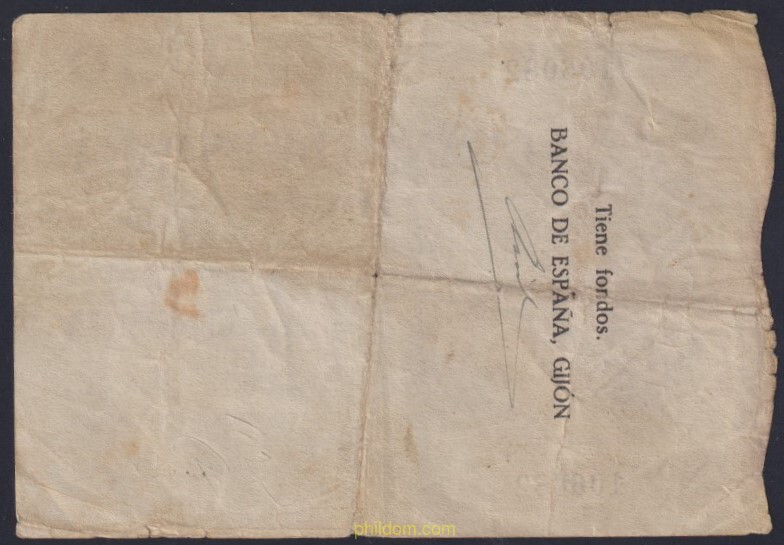 Tiene fondos.
BANCO DE ESPAÑA, GIJÓN
phildom.com